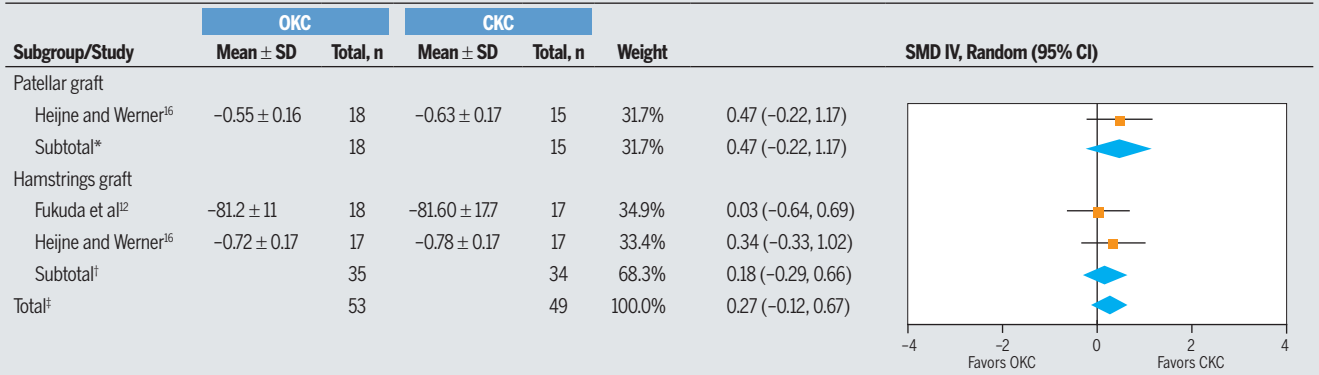 OKC CKC
Subgroup/Study Mean ± SD Total, n Mean ± SD Total, n Weight SMD IV, Random (95% CI)
Patellar graft
Heijne and Werner16 –0.55 ± 0.16 18 –0.63 ± 0.17 15 31.7% 0.47 (–0.22, 1.17)
Subtotal* 18 15 31.7% 0.47 (–0.22, 1.17)
Hamstrings graft
Fukuda et al12 –81.2 ± 11 18 –81.60 ± 17.7 17 34.9% 0.03 (–0.64, 0.69)
Heijne and Werner16 –0.72 ± 0.17 17 –0.78 ± 0.17 17 33.4% 0.34 (–0.33, 1.02)
Subtotal† 35 34 68.3% 0.18 (–0.29, 0.66)
Total‡ 53 49 100.0% 0.27 (–0.12, 0.67)
–4 –2 0 2 4
Favors OKC Favors CKC